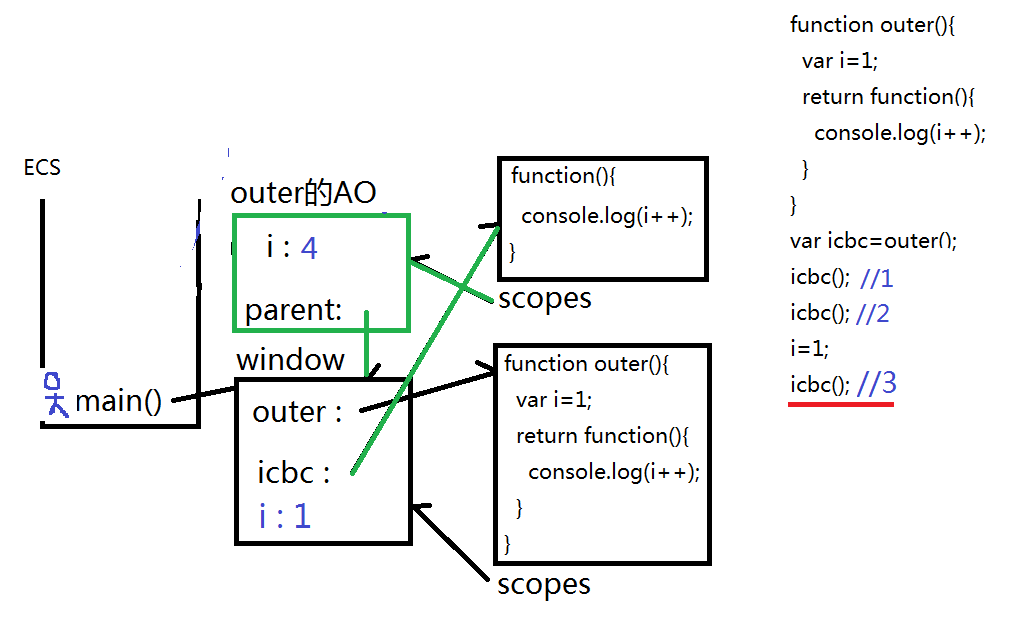 ECS
main()
outer的AO
i : 4
parent:
window
outer :
icbc :
i : 1
function(){
console.log(i++);
}
scopes
function outer(){
var i=1;
return function(){
console.log(i++);
}
}
scopes
function outer(){
var i=1;
return function(){
console.log(i++);
}
}
var icbc=outer();
icbc(); //1
icbc(); //2
i=1;
icbc(); //3